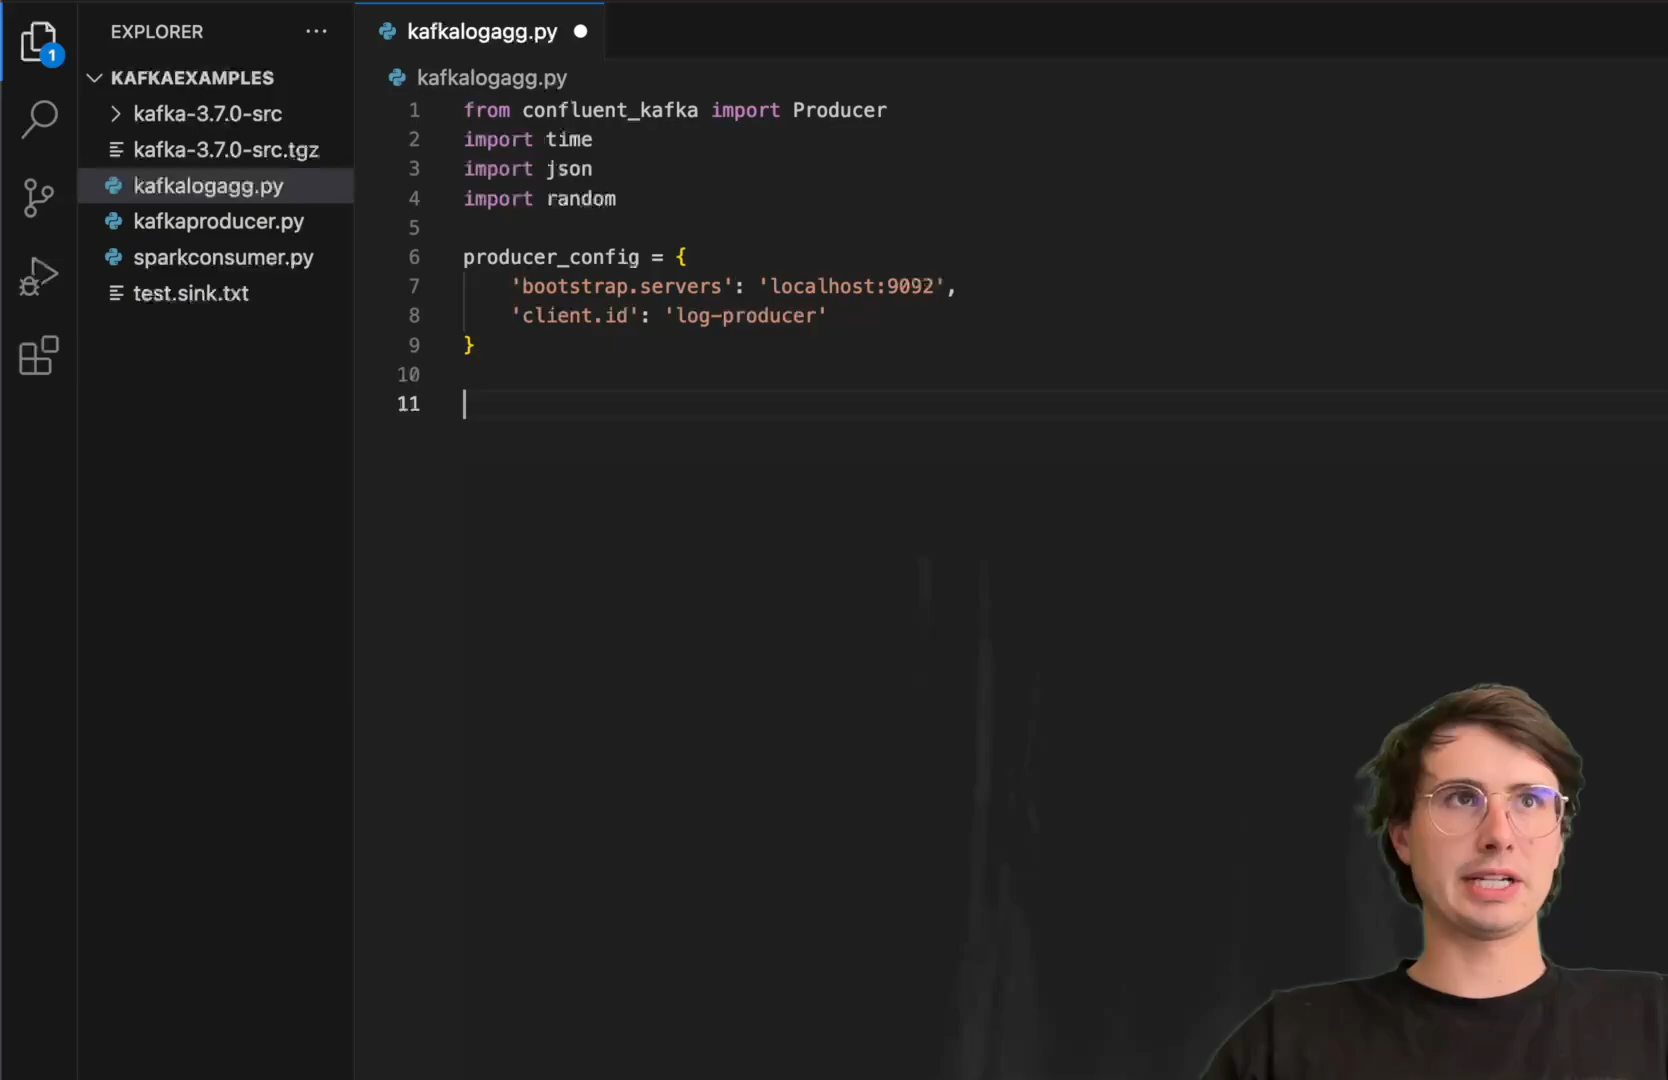 1
EXPLORER
KAFKAEXAMPLES
kafka-3.7.0-src
kafka-3.7.0-src.tgz
kafkalogagg.py
kafkaproducer.py
sparkconsumer.py
test.sink.txt
kafkalogagg.py
kafkalogagg.py
1 from confluent_kafka import Producer
2 import time
3 import json
4 import random
5
6 producer_config = {
7 'bootstrap.servers': 'localhost:9092',
8 'client.id': 'log-producer'
9 }
10
11